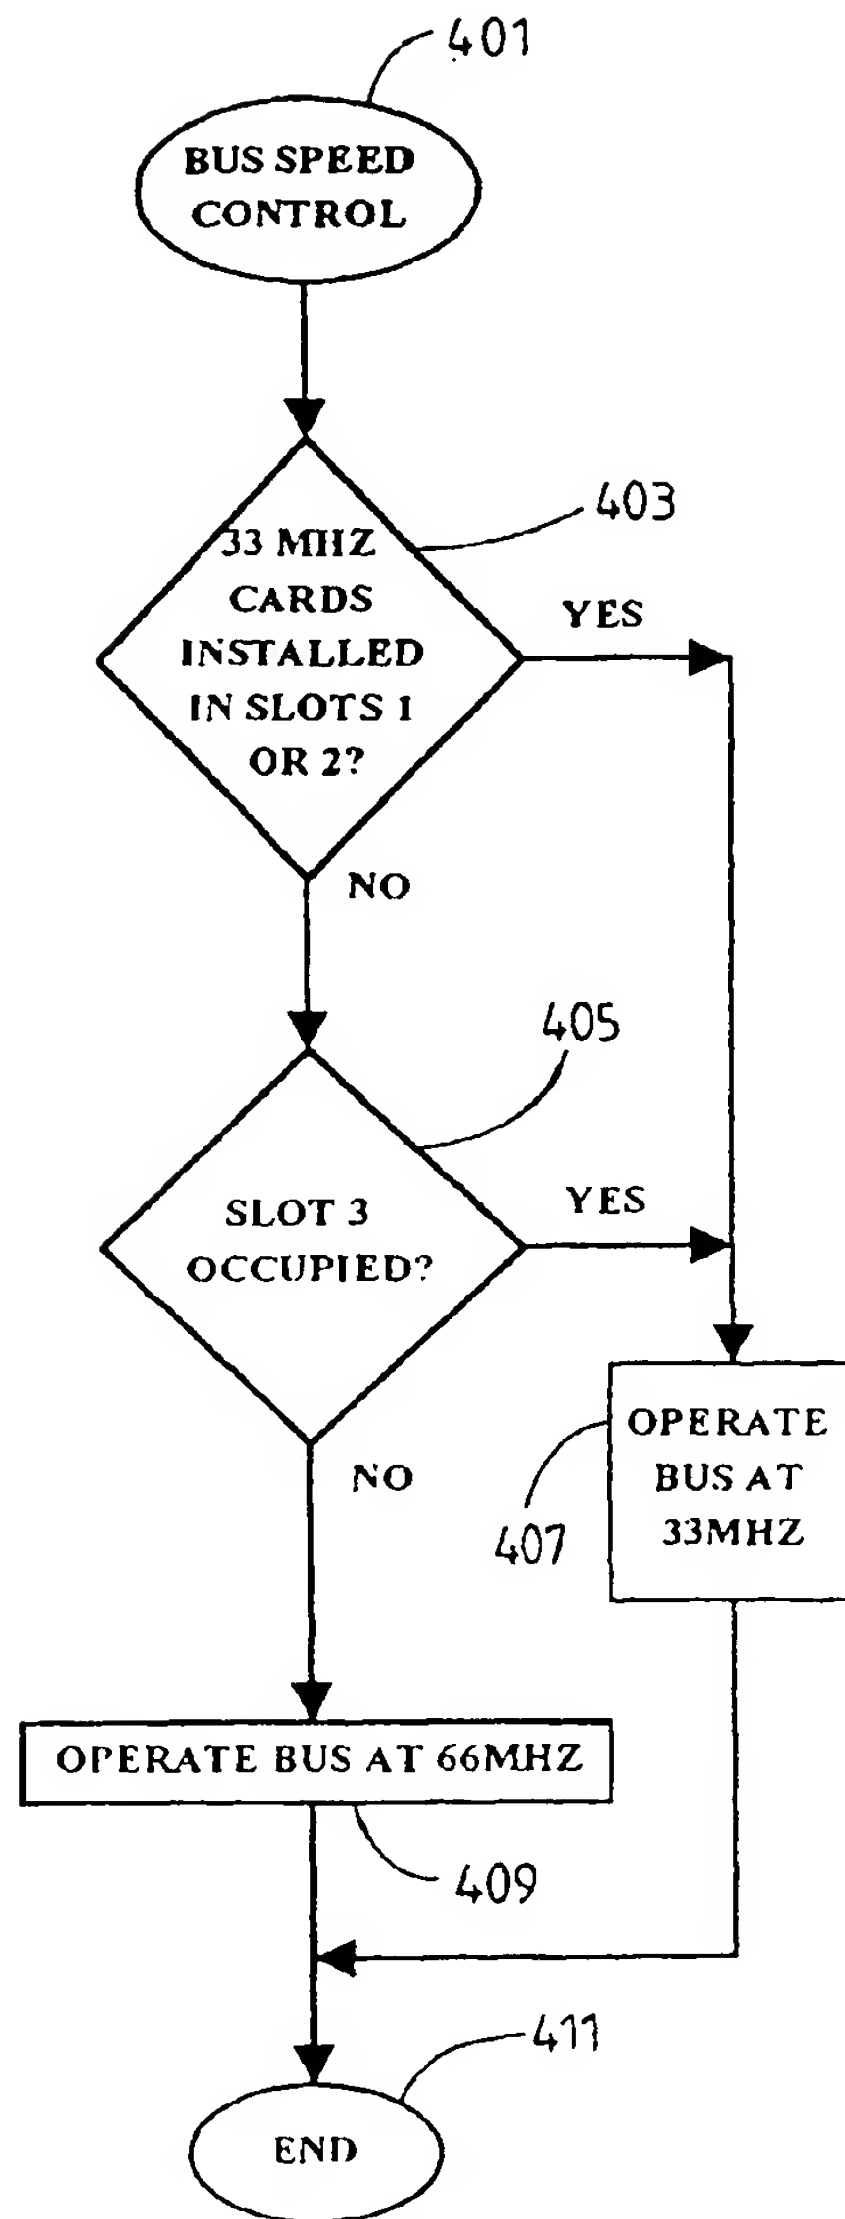 401
BUS SPEED
CONTROL
403
33 MHZ
CARDS
INSTALLED
IN SLOTS 1
OR 2?
YES
NO
405
SLOT 3
OCCUPIED?
YES
NO
OPERATE
BUS AT
33MHZ
407
OPERATE BUS AT 66MHZ
409
411
END